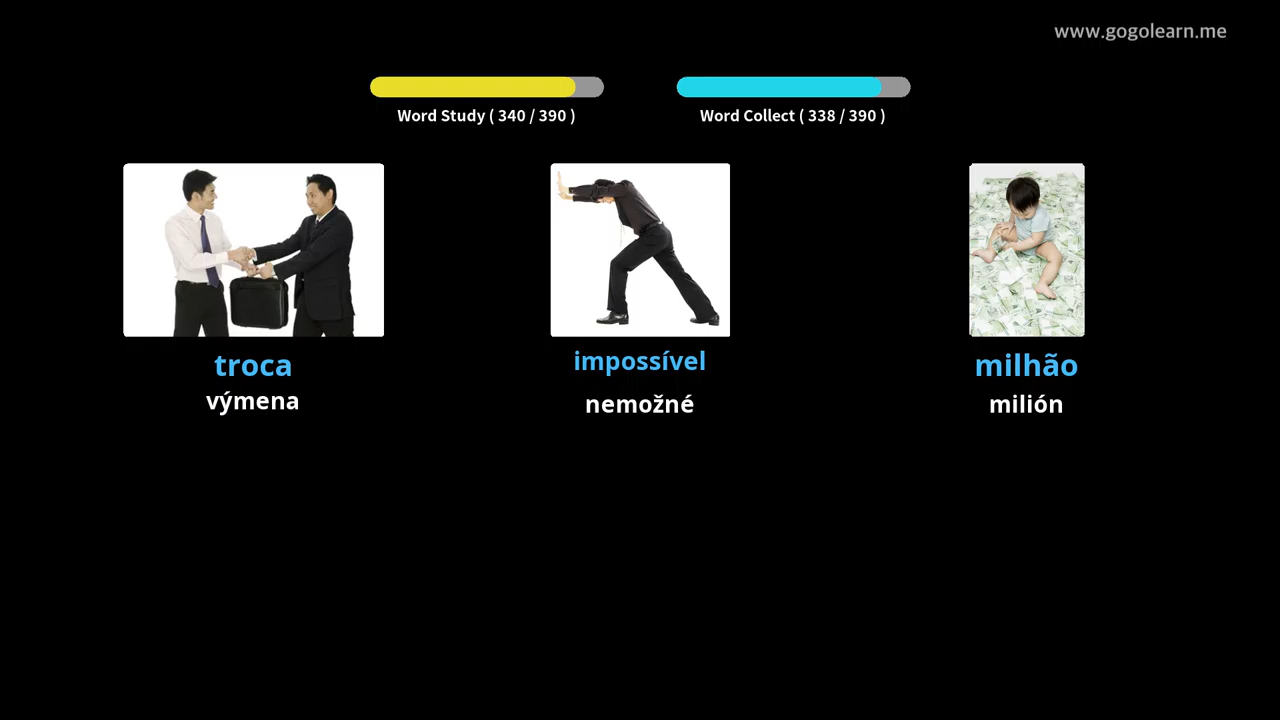 www.gogolearn.me
Word Study ( 340 / 390 )
Word Collect ( 338 / 390 )
troca
výmena
impossível
nemožné
milhão
milión